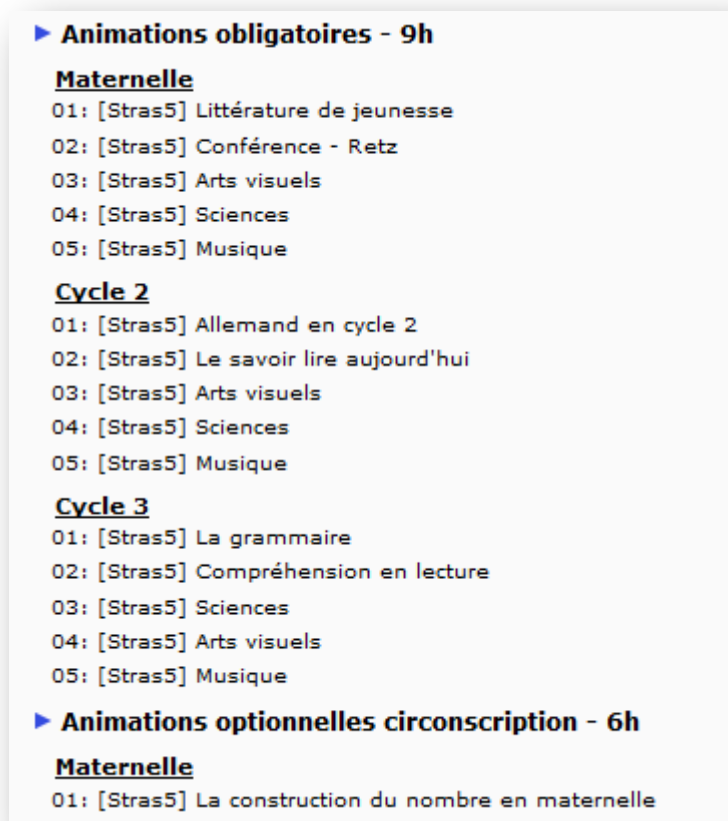 Animations obligatoires - 9h
Maternelle
01: [Stras5] Littérature de jeunesse
02: [Stras5] Conférence - Retz
03: [Stras5] Arts visuels
04: [Stras5] Sciences
05: [Stras5] Musique
Cycle 2
01: [Stras5] Allemand en cycle 2
02: [Stras5] Le savoir lire aujourd'hui
03: [Stras5] Arts visuels
04: [Stras5] Sciences
05: [Stras5] Musique
Cycle 3
01: [Stras5] La grammaire
02: [Stras5] Compréhension en lecture
03: [Stras5] Sciences
04: [Stras5] Arts visuels
05: [Stras5] Musique
Animations optionnelles circonscription - 6h
Maternelle
01: [Stras5] La construction du nombre en maternelle